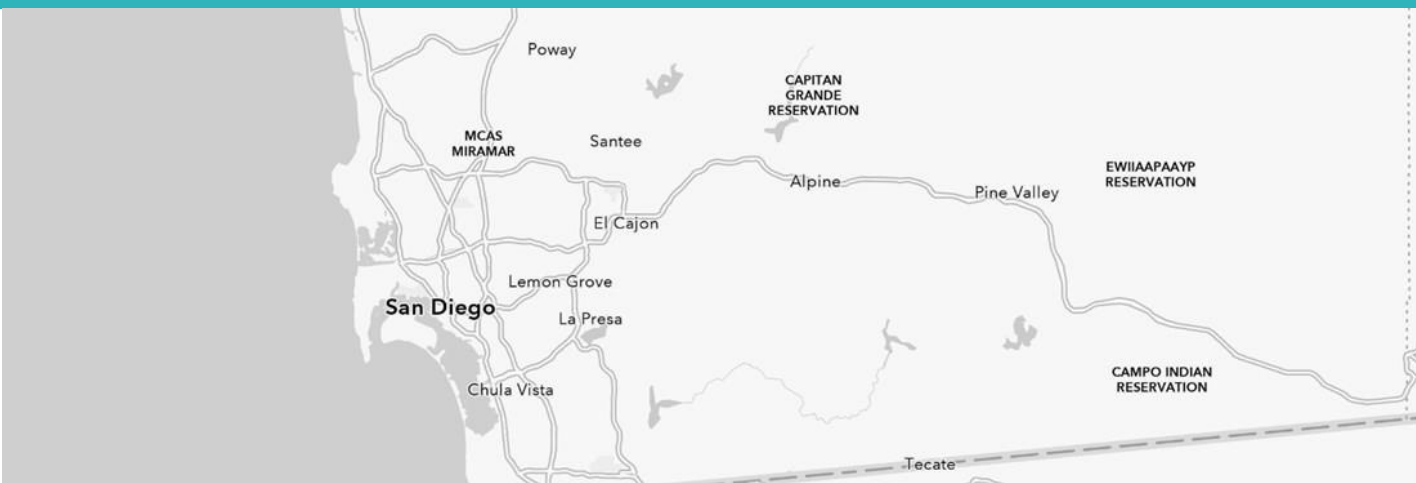 Poway
CAPITAN
GRANDE
RESERVATION
MCAS
MIRAMAR
Santee
EWIIAAPAAYP
RESERVATION
Alpine
Pine Valley
El Cajon
Lemon Grove
San Diego
La Presa
CAMPO INDIAN
RESERVATION
Chula Vista
Tecate